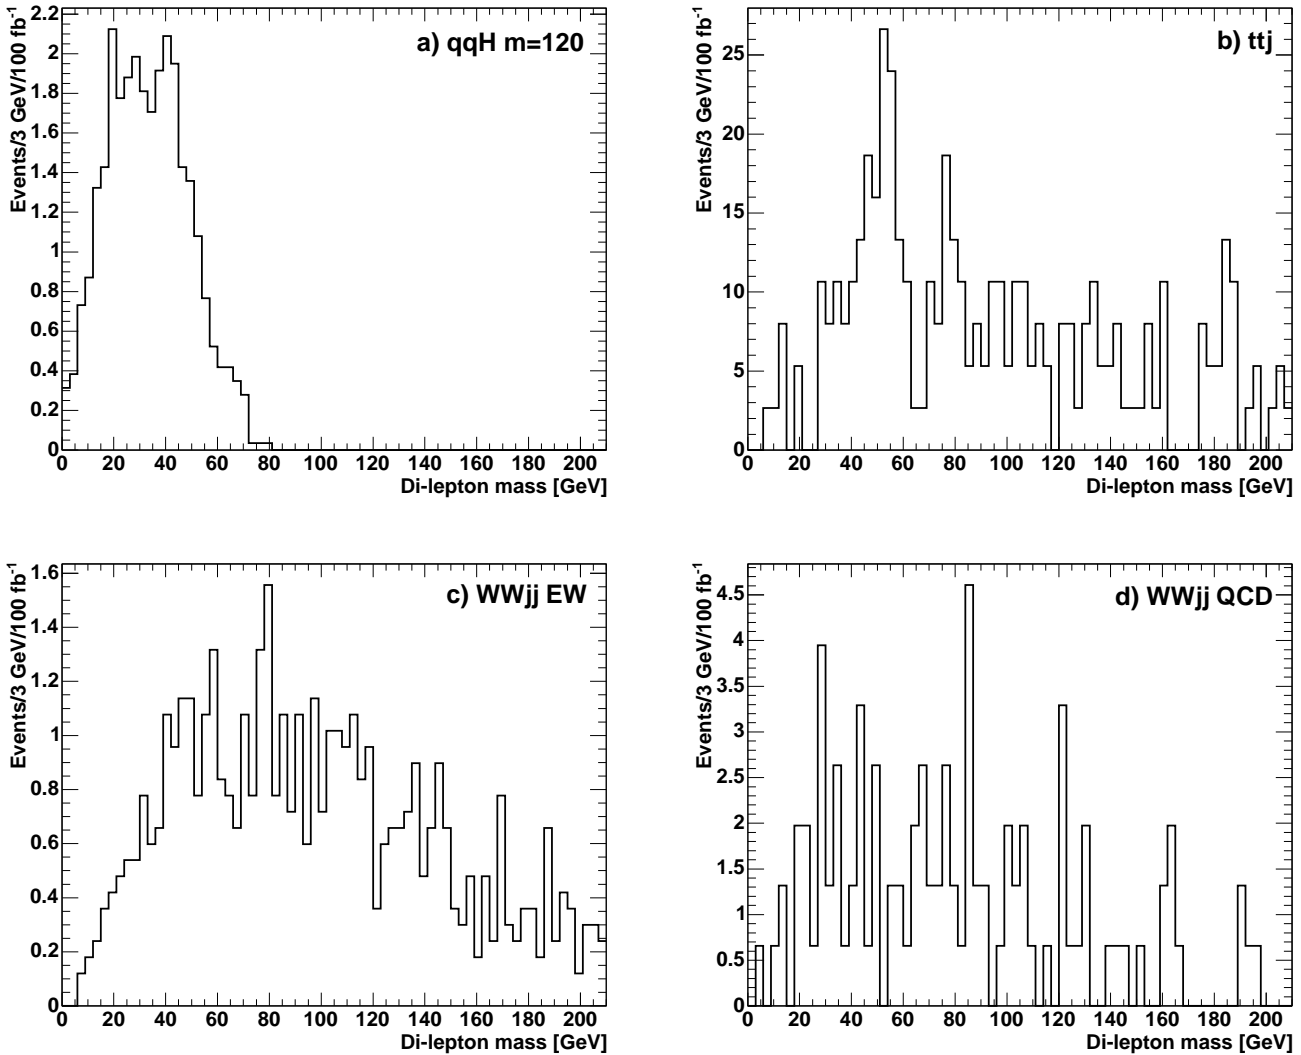 a) qqH m=120
Events/3 GeV/100 fb-1
2.2
2
1.8
1.6
1.4
1.2
1
0.8
0.6
0.4
0.2
0
0 20 40 60 80 100 120 140 160 180 200
Di-lepton mass [GeV]
b) ttj
Events/3 GeV/100 fb-1
25
20
15
10
5
0
0 20 40 60 80 100 120 140 160 180 200
Di-lepton mass [GeV]
c) WWjj EW
Events/3 GeV/100 fb-1
1.6
1.4
1.2
1
0.8
0.6
0.4
0.2
0
0 20 40 60 80 100 120 140 160 180 200
Di-lepton mass [GeV]
d) WWjj QCD
Events/3 GeV/100 fb-1
4.5
4
3.5
3
2.5
2
1.5
1
0.5
0
0 20 40 60 80 100 120 140 160 180 200
Di-lepton mass [GeV]